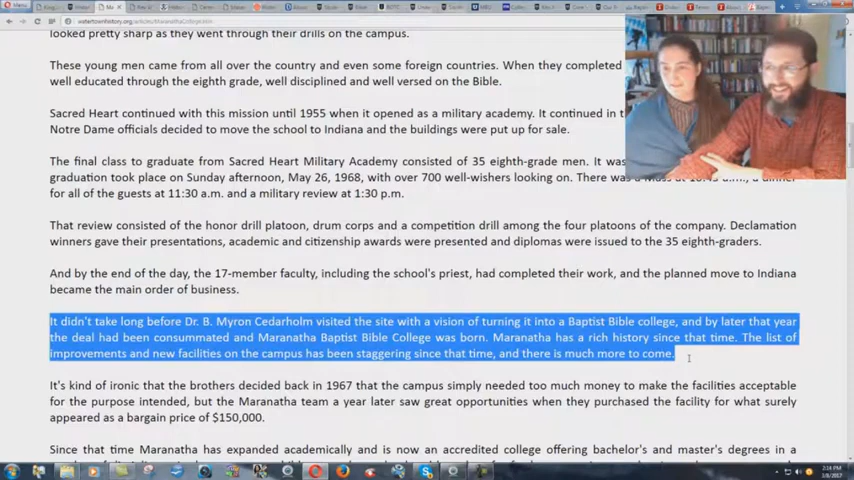 watertownhistory.org/articles/MaranathaCollege.htm
looked pretty sharp as they went through their drills on the campus.
These young men came from all over the country and even some foreign countries. When they completed
well educated through the eighth grade, well disciplined and well versed on the Bible.
Sacred Heart continued with this mission until 1955 when it opened as a military academy. It continued in t
Notre Dame officials decided to move the school to Indiana and the buildings were put up for sale.
The final class to graduate from Sacred Heart Military Academy consisted of 35 eighth-grade men. It was
graduation took place on Sunday afternoon, May 26, 1968, with over 700 well-wishers looking on. There was a Mass at 10:45 a.m., a dinner
for all of the guests at 11:30 a.m. and a military review at 1:30 p.m.
That review consisted of the honor drill platoon, drum corps and a competition drill among the four platoons of the company. Declamation
winners gave their presentations, academic and citizenship awards were presented and diplomas were issued to the 35 eighth-graders.
And by the end of the day, the 17-member faculty, including the school's priest, had completed their work, and the planned move to Indiana
became the main order of business.
It didn't take long before Dr. B. Myron Cedarholm visited the site with a vision of turning it into a Baptist Bible college, and by later that year
the deal had been consummated and Maranatha Baptist Bible College was born. Maranatha has a rich history since that time. The list of
improvements and new facilities on the campus has been staggering since that time, and there is much more to come.
It's kind of ironic that the brothers decided back in 1967 that the campus simply needed too much money to make the facilities acceptable
for the purpose intended, but the Maranatha team a year later saw great opportunities when they purchased the facility for what surely
appeared as a bargain price of $150,000.
Since that time Maranatha has expanded academically and is now an accredited college offering bachelor's and master's degrees in a
2:14 PM